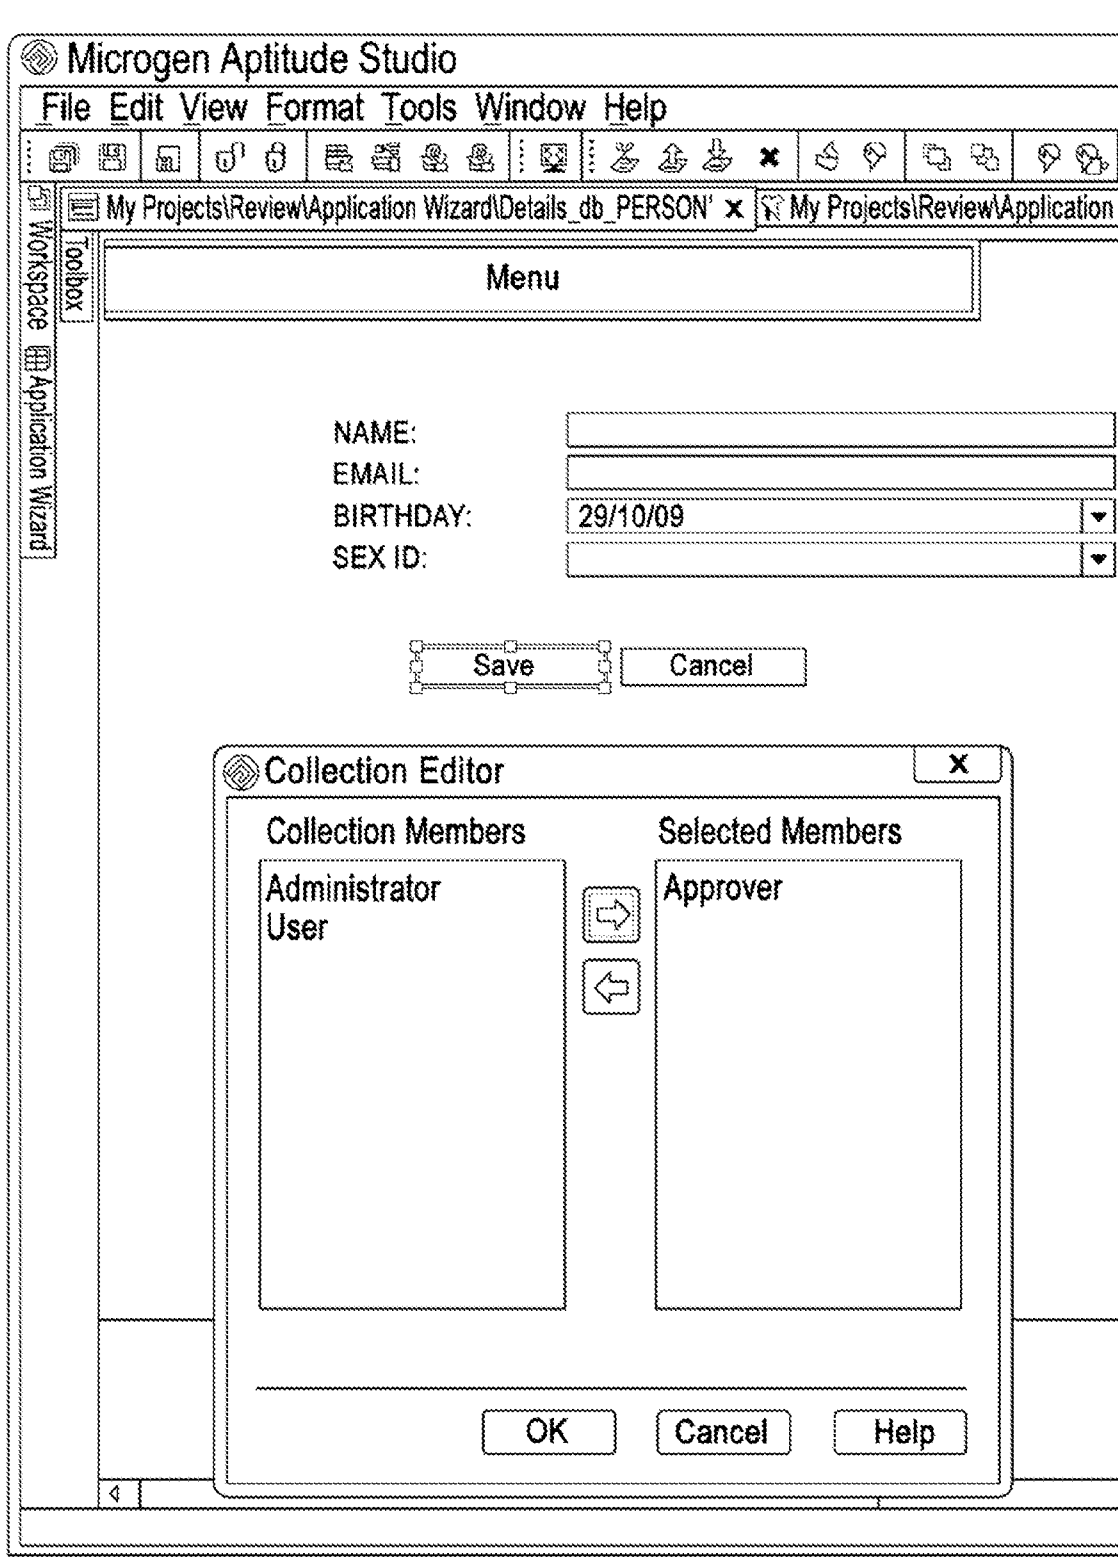 Microgen Aptitude Studio
File Edit View Format Tools Window Help
My Projects\Review\Application Wizard\Details_db_PERSON' x My Projects\Review\Application
Workspace Application Wizard
Toolbox
Menu
NAME:
EMAIL:
BIRTHDAY: 29/10/09
SEX ID:
Save Cancel
Collection Editor x
Collection Members Selected Members
Administrator Approver
User
OK Cancel Help